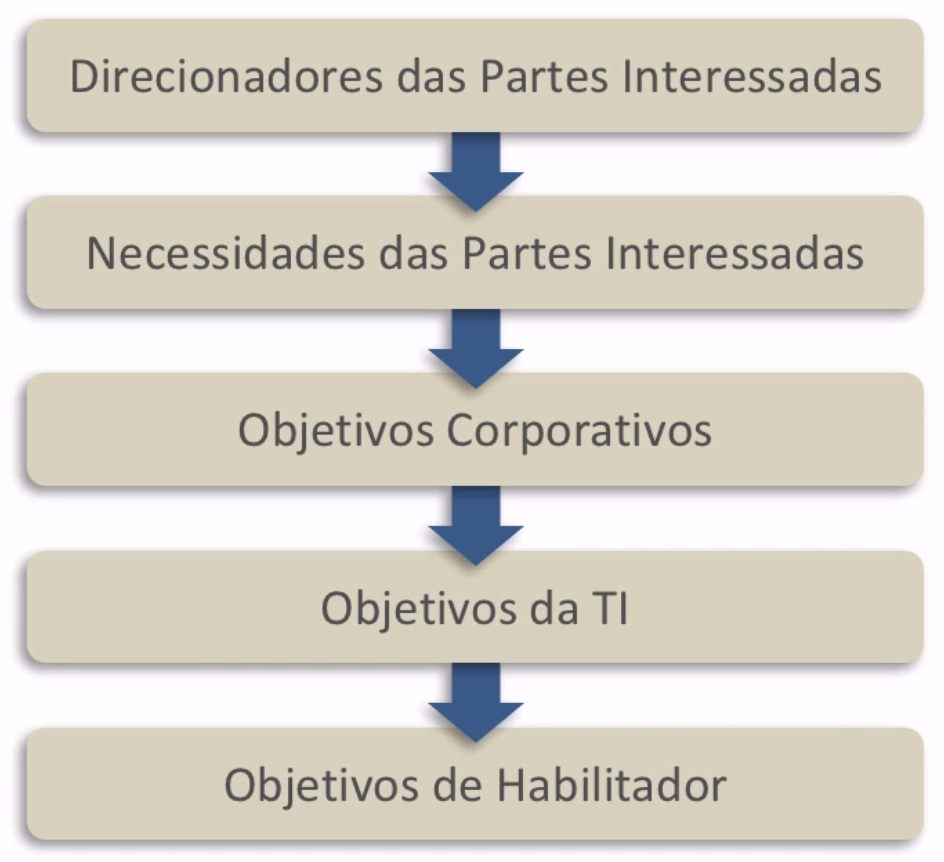 Direcionadores das Partes Interessadas
Necessidades das Partes Interessadas
Objetivos Corporativos
Objetivos da TI
Objetivos de Habilitador